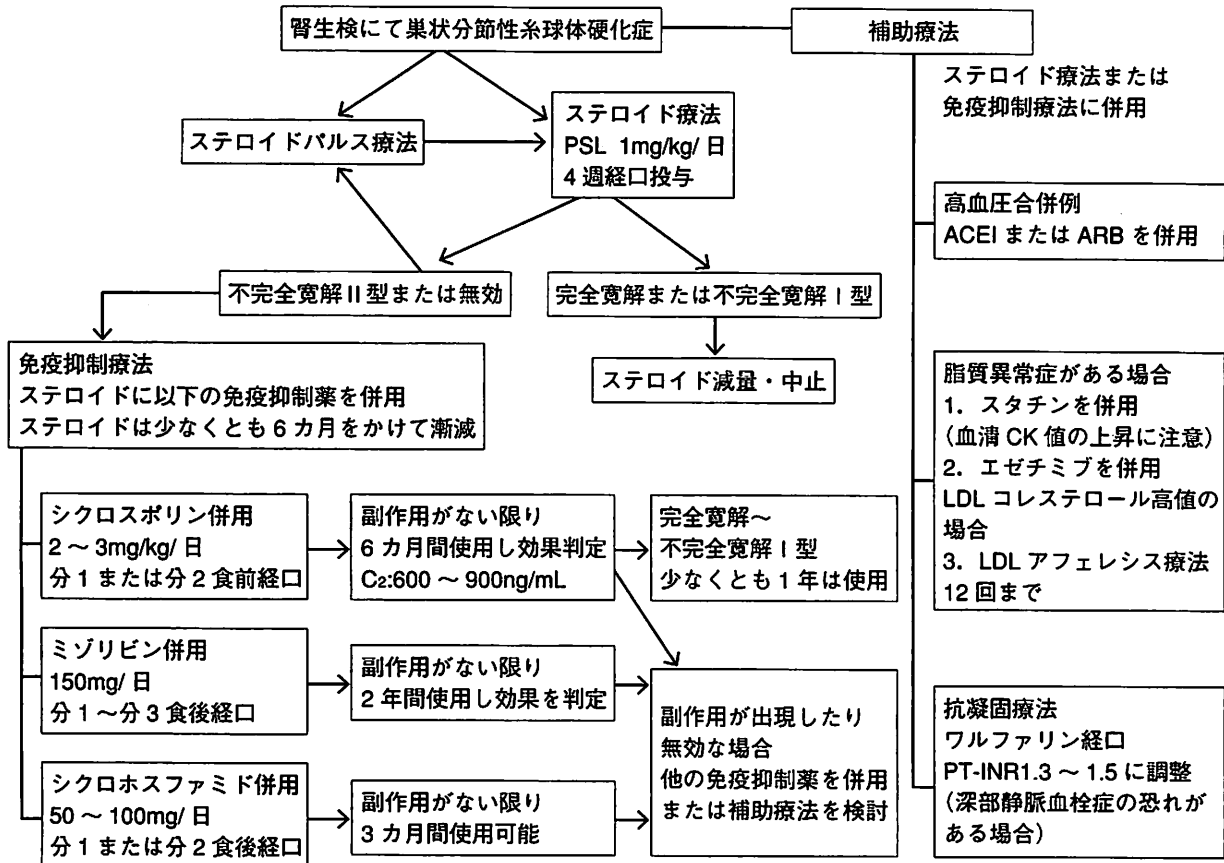 腎生検にて巣状分節性糸球体硬化症
補助療法
ステロイド療法または
免疫抑制療法に併用
ステロイドパルス療法
ステロイド療法
PSL 1mg/kg/ 日
4 週経口投与
高血圧合併例
ACEI または ARB を併用
不完全寛解 II 型または無効
完全寛解または不完全寛解 I 型
ステロイド減量・中止
免疫抑制療法
ステロイドに以下の免疫抑制薬を併用
ステロイドは少なくとも 6 カ月をかけて漸減
脂質異常症がある場合
1. スタチンを併用
(血清 CK 値の上昇に注意)
2. エゼチミブを併用
LDL コレステロール高値の
場合
3. LDL アフェレシス療法
12 回まで
シクロスポリン併用
2 ~ 3mg/kg/ 日
分 1 または分 2 食前経口
副作用がない限り
6 カ月間使用し効果判定
C2:600 ~ 900ng/mL
完全寛解~
不完全寛解 I 型
少なくとも 1 年は使用
ミゾリビン併用
150mg/ 日
分 1 ~分 3 食後経口
副作用がない限り
2 年間使用し効果を判定
副作用が出現したり
無効な場合
他の免疫抑制薬を併用
または補助療法を検討
シクロホスファミド併用
50 ~ 100mg/ 日
分 1 または分 2 食後経口
副作用がない限り
3 カ月間使用可能
抗凝固療法
ワルファリン経口
PT-INR1.3 ~ 1.5 に調整
(深部静脈血栓症の恐れが
ある場合)